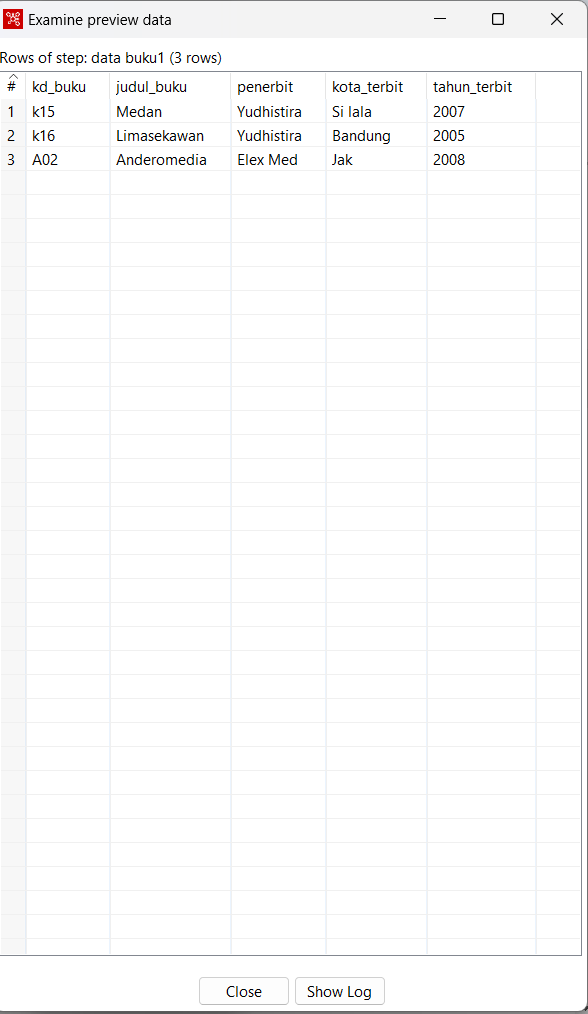 Examine preview data
Rows of step: data buku1 (3 rows)
# kd_buku judul_buku penerbit kota_terbit tahun_terbit
1 k15 Medan Yudhistira Si lala 2007
2 k16 Limasekawan Yudhistira Bandung 2005
3 A02 Anderomedia Elex Med Jak 2008
Close Show Log